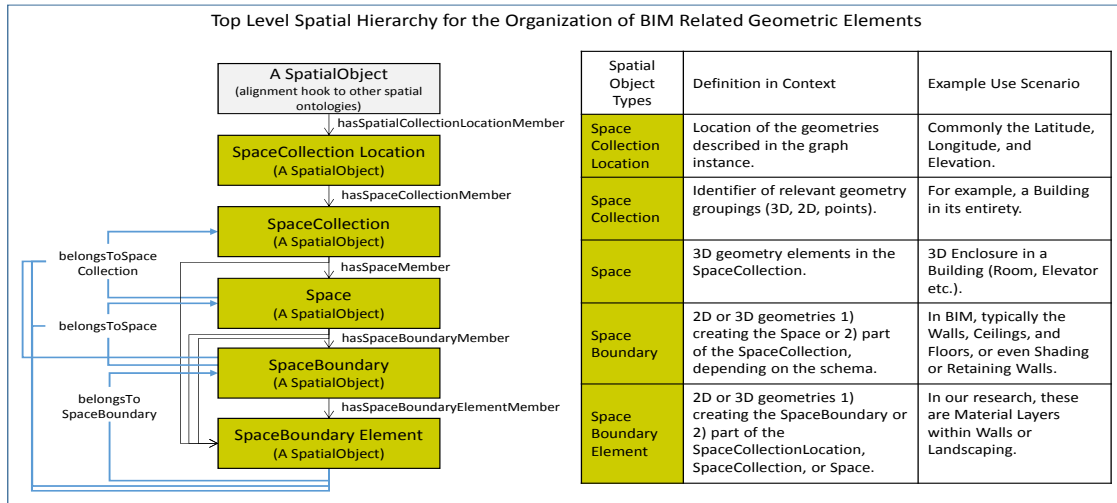 Top Level Spatial Hierarchy for the Organization of BIM Related Geometric Elements
A SpatialObject
(alignment hook to other spatial
ontologies)
hasSpatialCollectionLocationMember
SpaceCollection Location
(A SpatialObject)
hasSpaceCollectionMember
SpaceCollection
(A SpatialObject)
belongsToSpace
Collection
hasSpaceMember
Space
(A SpatialObject)
belongsToSpace
hasSpaceBoundaryMember
SpaceBoundary
(A SpatialObject)
belongsTo
SpaceBoundary
hasSpaceBoundaryElementMember
SpaceBoundary Element
(A SpatialObject)
Spatial
Object
Types
Definition in Context
Example Use Scenario
Space
Collection
Location
Location of the geometries
described in the graph
instance.
Commonly the Latitude,
Longitude, and
Elevation.
Space
Collection
Identifier of relevant geometry
groupings (3D, 2D, points).
For example, a Building
in its entirety.
Space
3D geometry elements in the
SpaceCollection.
3D Enclosure in a
Building (Room, Elevator
etc.).
Space
Boundary
2D or 3D geometries 1)
creating the Space or 2) part
of the SpaceCollection,
depending on the schema.
In BIM, typically the
Walls, Ceilings, and
Floors, or even Shading
or Retaining Walls.
Space
Boundary
Element
2D or 3D geometries 1)
creating the SpaceBoundary or
2) part of the
SpaceCollectionLocation,
SpaceCollection, or Space.
In our research, these
are Material Layers
within Walls or
Landscaping.